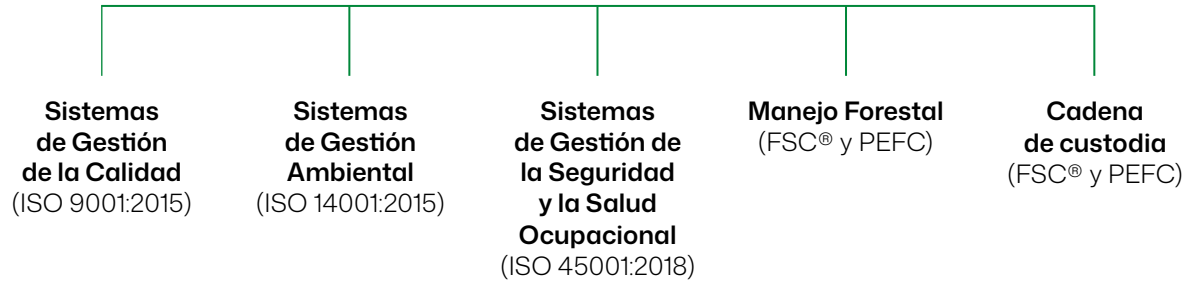 Sistemas
de Gestión
de la Calidad
(ISO 9001:2015)
Sistemas
de Gestión
Ambiental
(ISO 14001:2015)
Sistemas
de Gestión de
la Seguridad
y la Salud
Ocupacional
(ISO 45001:2018)
Manejo Forestal
(FSC® y PEFC)
Cadena
de custodia
(FSC® y PEFC)